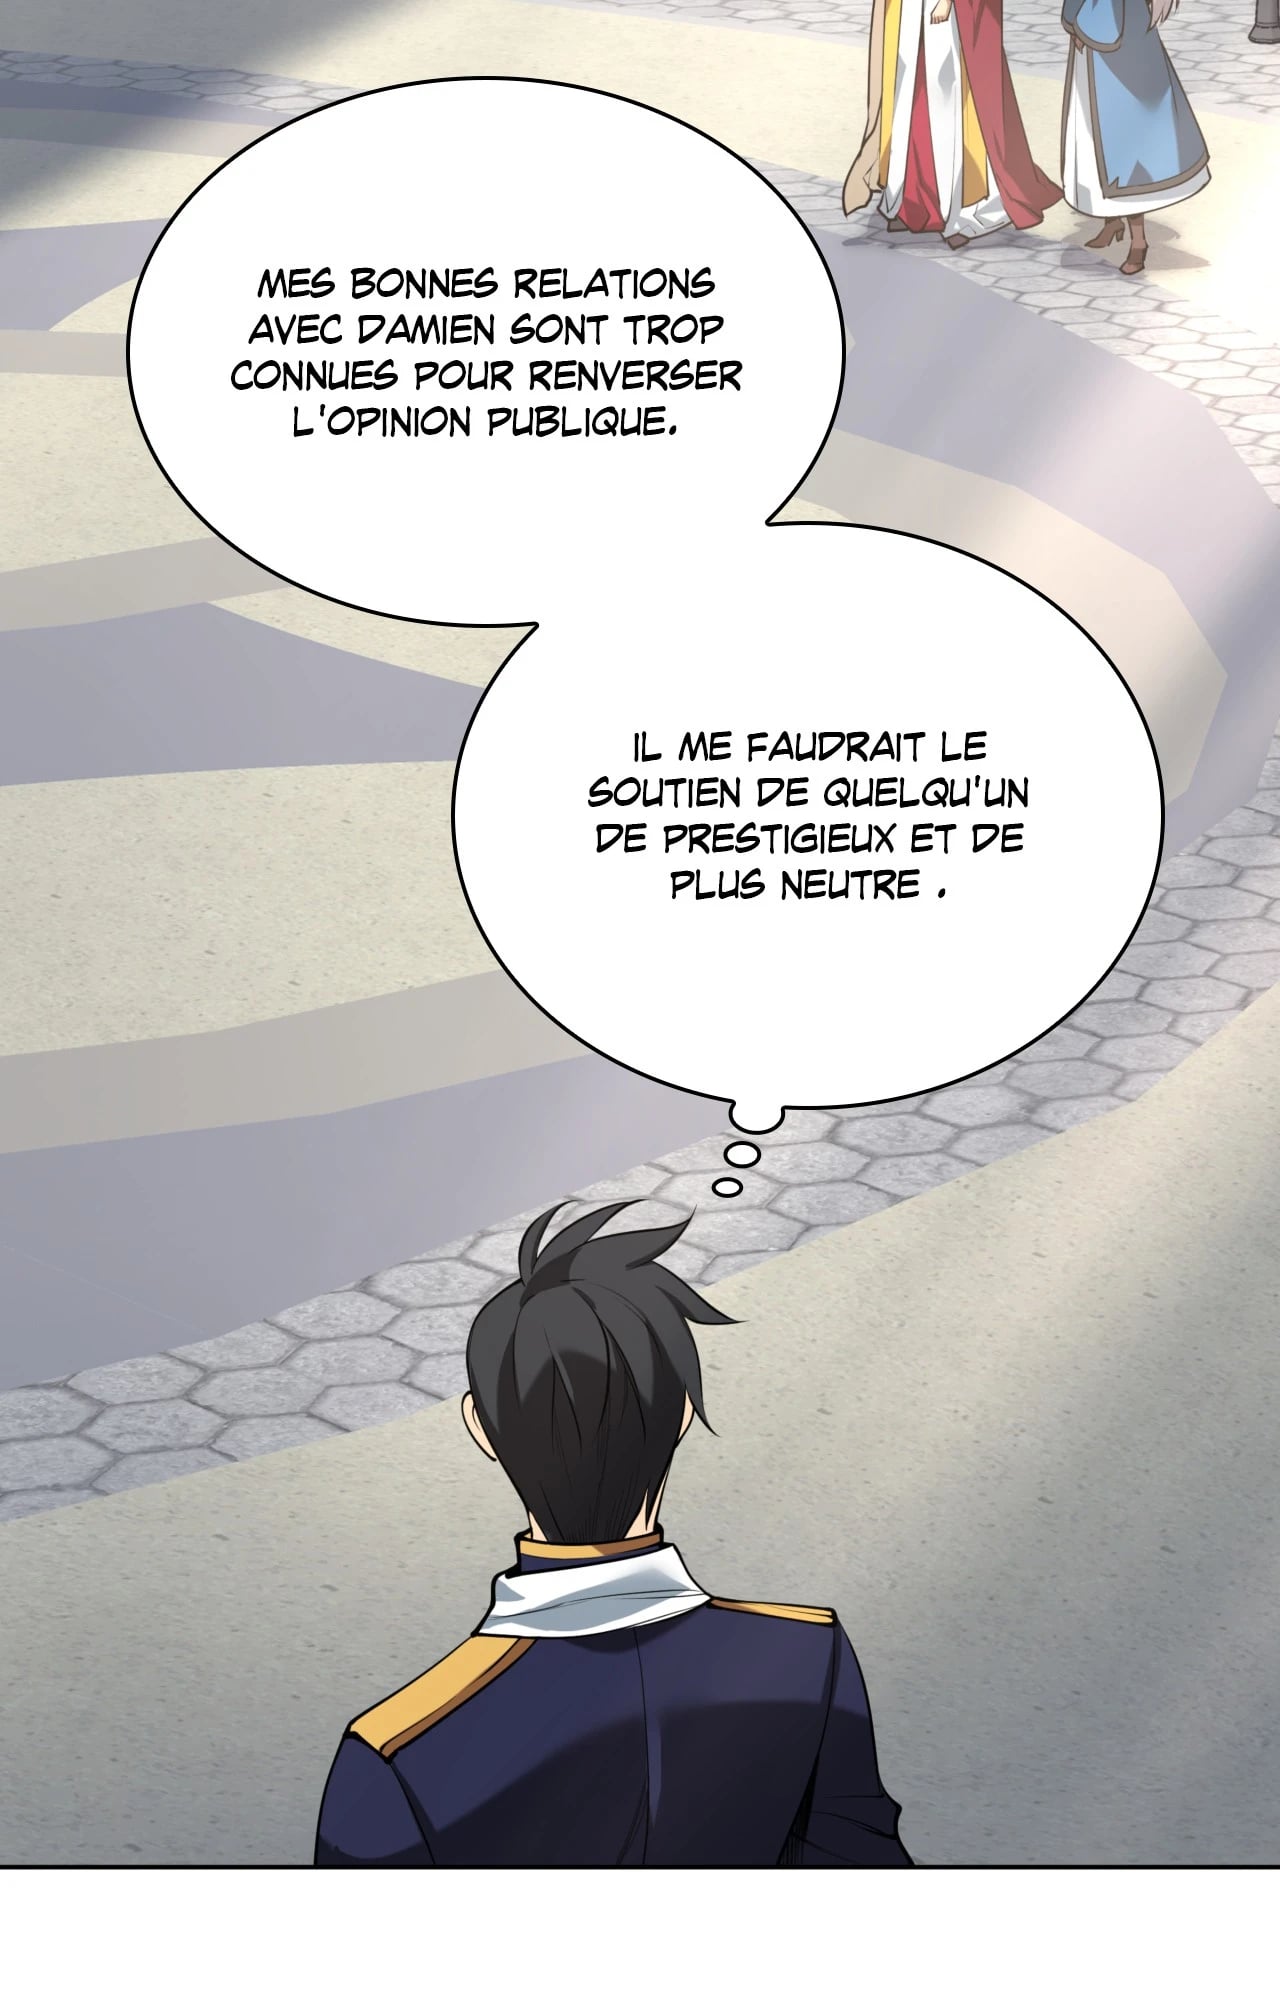 MES BONNES RELATIONS
AVEC DAMIEN SONT TROP
CONNUES POUR RENVERSER
L'OPINION PUBLIQUE.
IL ME FAUDRAIT LE
SOUTIEN DE QUELQU'UN
DE PRESTIGIEUX ET DE
PLUS NEUTRE .